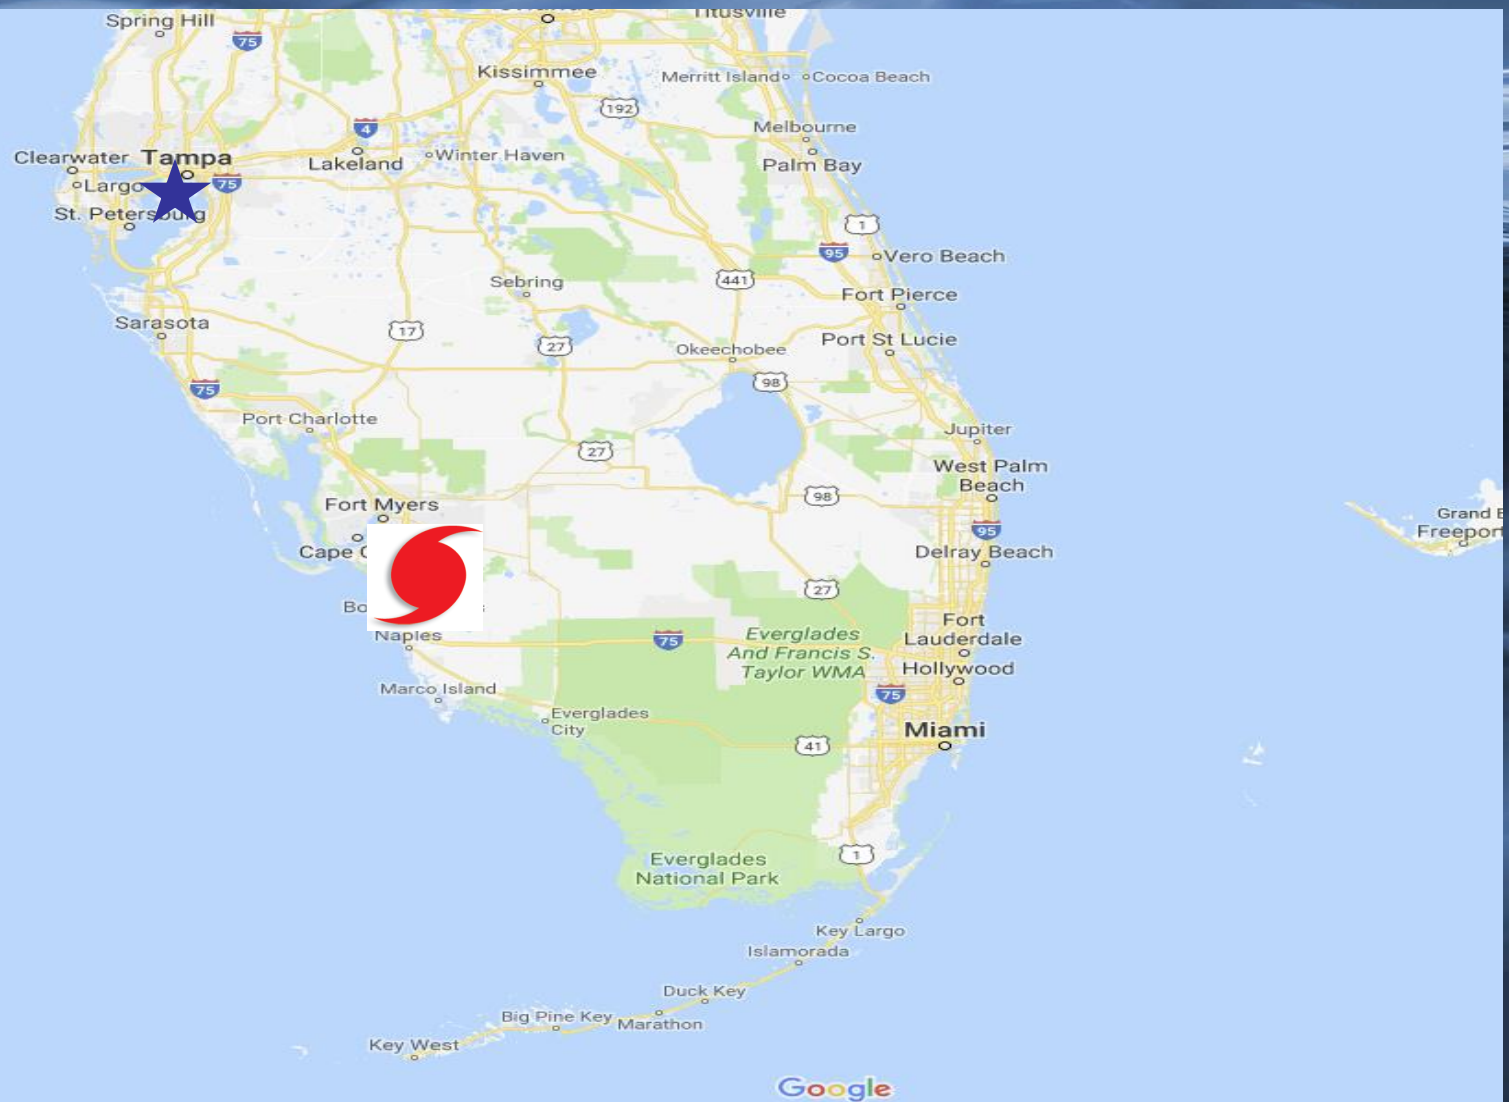 Titusville
Spring Hill
75
Kissimmee
Merritt Island
Cocoa Beach
192
4
Melbourne
Clearwater
Tampa
Lakeland
Winter Haven
Palm Bay
Largo
75
St. Petersburg
1
95
Vero Beach
Sebring
441
Fort Pierce
Sarasota
17
27
Okeechobee
Port St Lucie
75
98
Port Charlotte
Jupiter
27
West Palm
Beach
98
Fort Myers
Grand
Freeport
95
Cape
Delray Beach
27
Naples
75
Everglades
And Francis S.
Taylor WMA
Fort
Lauderdale
Hollywood
Marco Island
75
Everglades
City
Miami
41
1
Everglades
National Park
Key Largo
Islamorada
Duck Key
Big Pine Key
Marathon
Key West
Google